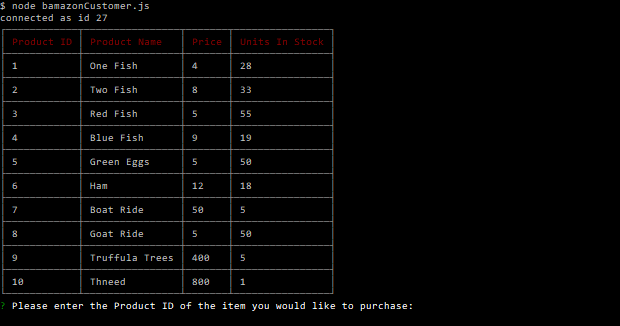 $ node bamazonCustomer.js
connected as id 27
Product ID Product Name Price Units In Stock
1 One Fish 4 28
2 Two Fish 8 33
3 Red Fish 5 55
4 Blue Fish 9 19
5 Green Eggs 5 50
6 Ham 12 18
7 Boat Ride 50 5
8 Goat Ride 5 50
9 Truffula Trees 400 5
10 Thneed 800 1
? Please enter the Product ID of the item you would like to purchase: